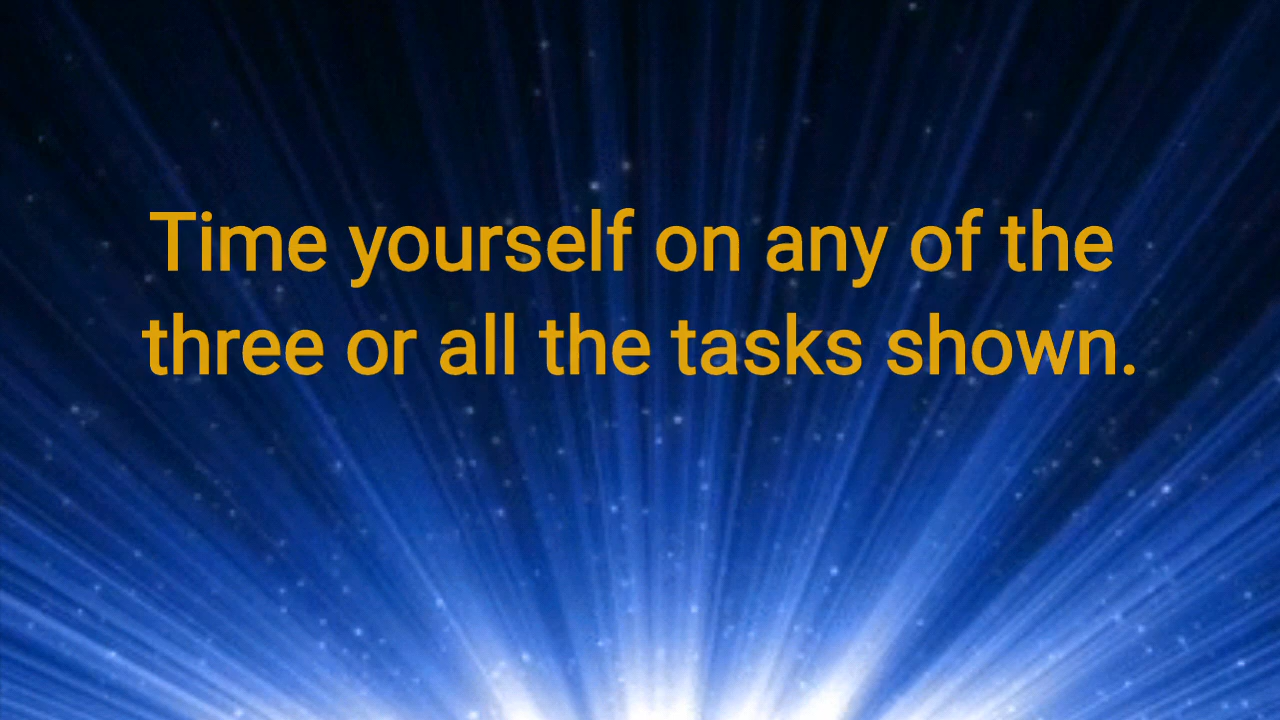 Time yourself on any of the
three or all the tasks shown.